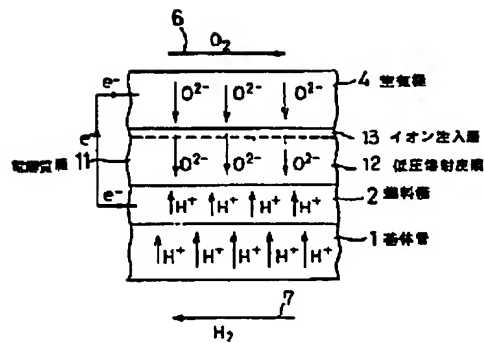 6
O₂
e⁻
O²⁻ O²⁻ O²⁻
4 空気極
e
13 イオン注入層
電解質膜 11
O²⁻ O²⁻ O²⁻
12 低圧溶射皮膜
e⁻
H⁺ H⁺ H⁺ H⁺
2 燃料極
H⁺ H⁺ H⁺ H⁺ H⁺
1 基体管
7
H₂